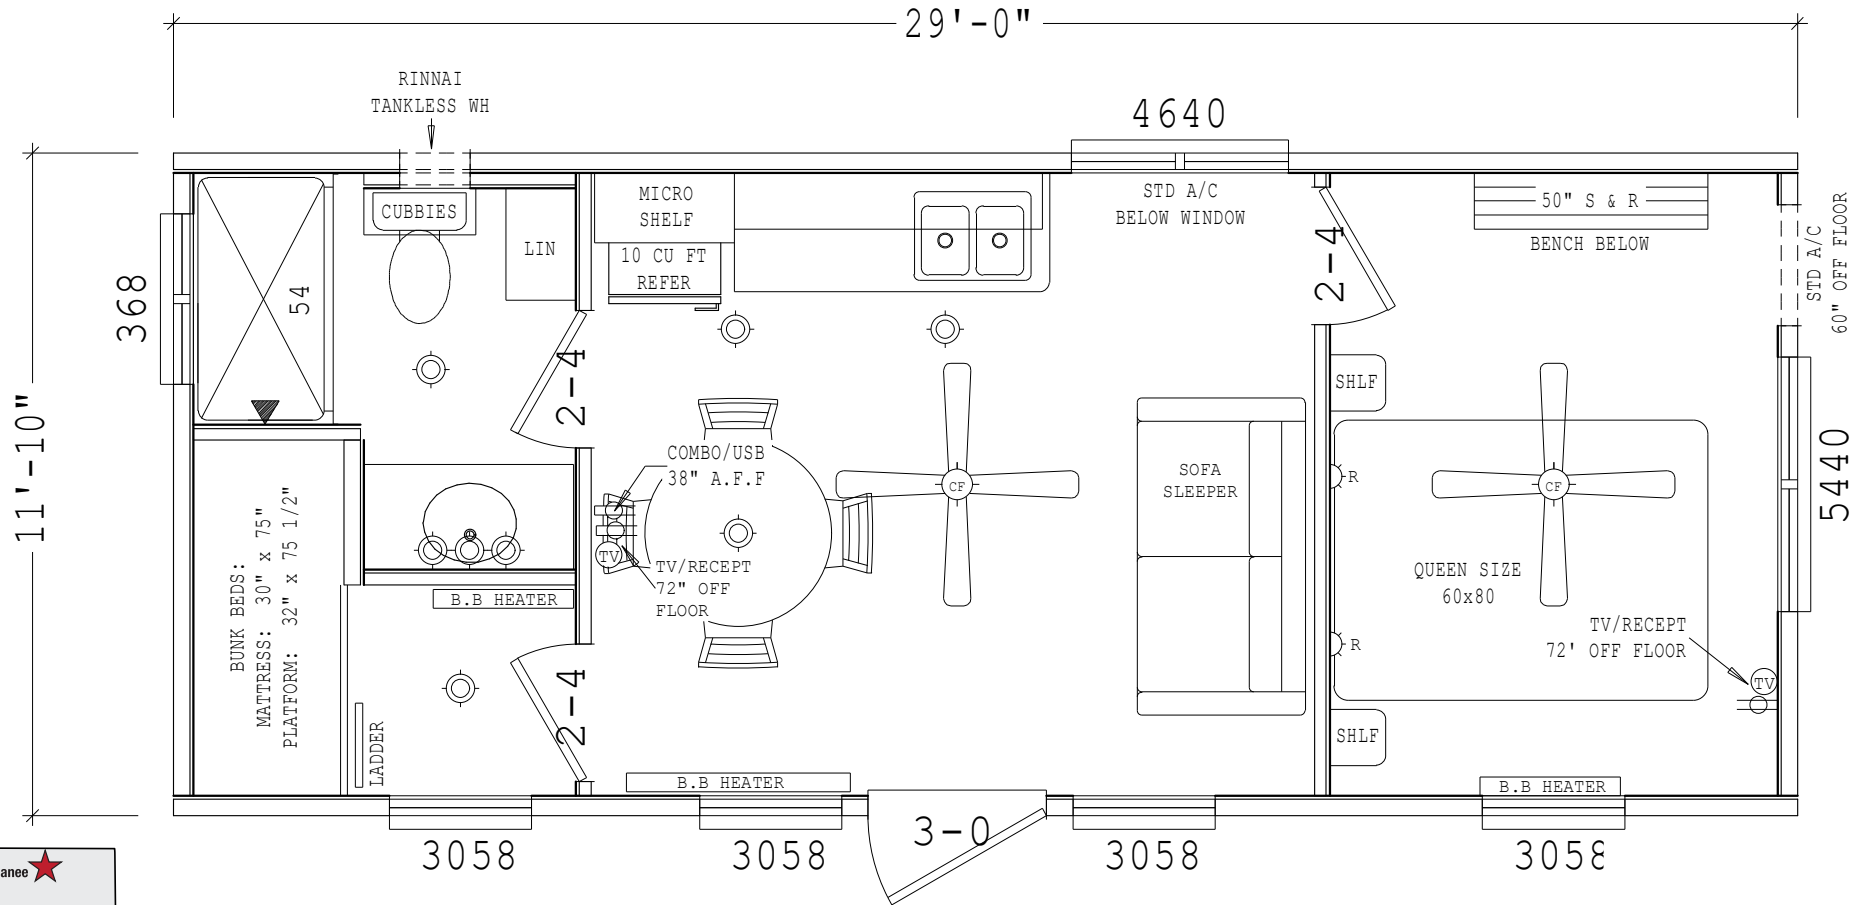 29'-0"
RINNAI
TANKLESS WH
4640
11'-10"
368
54
CUBBIES
LIN
MICRO
SHELF
10 CU FT
REFER
STD A/C
BELOW WINDOW
2-4
50" S & R
BENCH BELOW
STD A/C
60" OFF FLOOR
2-4
SHLF
COMBO/USB
38" A.F.F
CF
SOFA
SLEEPER
R
CF
5440
TV
TV/RECEPT
72" OFF
FLOOR
QUEEN SIZE
60x80
BUNK BEDS:
MATTRESS: 30" x 75"
PLATFORM: 32" x 75 1/2"
B.B HEATER
R
TV/RECEPT
72' OFF FLOOR
TV
2-4
LADDER
SHLF
B.B HEATER
B.B HEATER
3-0
3058
3058
3058
3058
anee